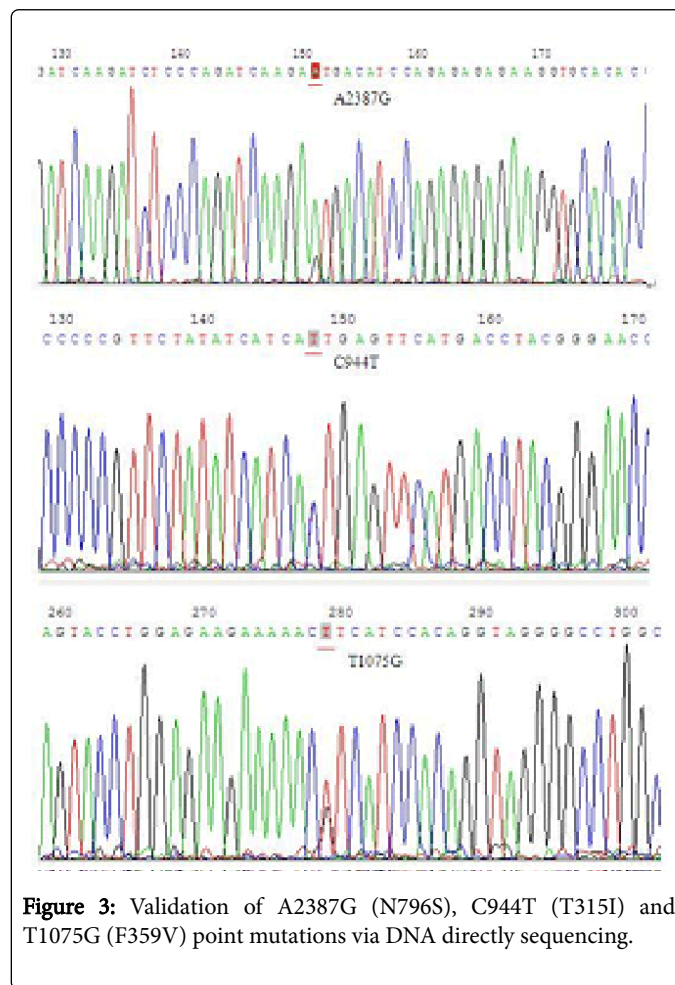 130 140 150 160 170
A2387G
130 140 150 160 170
C C C C C G T T C T A T A T C A T C A T T G A G T T C A T G A C C T A C G G G A A C C
C944T
260 270 280 290 300
A G T A C C T G G A G A A G A A A A A C T T C A T C C A C A G G T A G G G G C C T G G C
T1075G
Figure 3: Validation of A2387G (N796S), C944T (T315I) and
T1075G (F359V) point mutations via DNA directly sequencing.